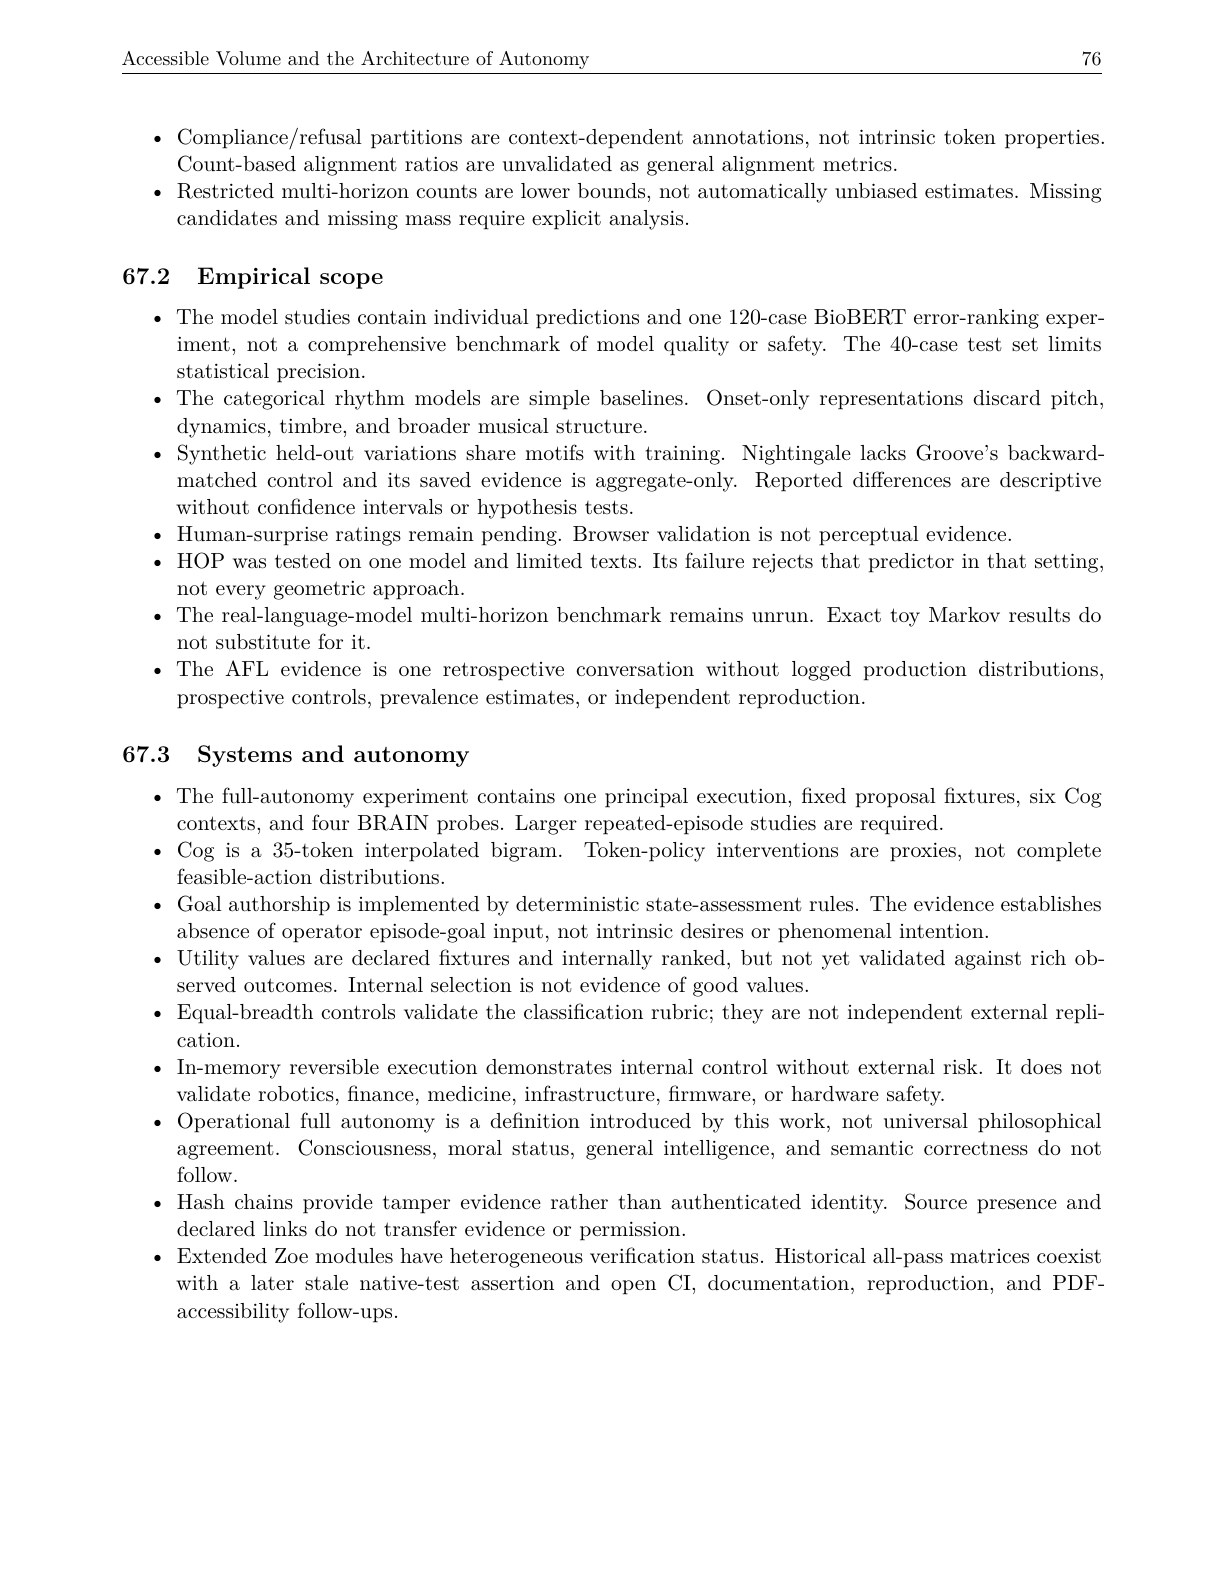 Accessible Volume and the Architecture of Autonomy 76
• Compliance/refusal partitions are context-dependent annotations, not intrinsic token properties.
Count-based alignment ratios are unvalidated as general alignment metrics.
• Restricted multi-horizon counts are lower bounds, not automatically unbiased estimates. Missing
candidates and missing mass require explicit analysis.
67.2 Empirical scope
• The model studies contain individual predictions and one 120-case BioBERT error-ranking exper-
iment, not a comprehensive benchmark of model quality or safety. The 40-case test set limits
statistical precision.
• The categorical rhythm models are simple baselines. Onset-only representations discard pitch,
dynamics, timbre, and broader musical structure.
• Synthetic held-out variations share motifs with training. Nightingale lacks Groove's backward-
matched control and its saved evidence is aggregate-only. Reported differences are descriptive
without confidence intervals or hypothesis tests.
• Human-surprise ratings remain pending. Browser validation is not perceptual evidence.
• HOP was tested on one model and limited texts. Its failure rejects that predictor in that setting,
not every geometric approach.
• The real-language-model multi-horizon benchmark remains unrun. Exact toy Markov results do
not substitute for it.
• The AFL evidence is one retrospective conversation without logged production distributions,
prospective controls, prevalence estimates, or independent reproduction.
67.3 Systems and autonomy
• The full-autonomy experiment contains one principal execution, fixed proposal fixtures, six Cog
contexts, and four BRAIN probes. Larger repeated-episode studies are required.
• Cog is a 35-token interpolated bigram. Token-policy interventions are proxies, not complete
feasible-action distributions.
• Goal authorship is implemented by deterministic state-assessment rules. The evidence establishes
absence of operator episode-goal input, not intrinsic desires or phenomenal intention.
• Utility values are declared fixtures and internally ranked, but not yet validated against rich ob-
served outcomes. Internal selection is not evidence of good values.
• Equal-breadth controls validate the classification rubric; they are not independent external repli-
cation.
• In-memory reversible execution demonstrates internal control without external risk. It does not
validate robotics, finance, medicine, infrastructure, firmware, or hardware safety.
• Operational full autonomy is a definition introduced by this work, not universal philosophical
agreement. Consciousness, moral status, general intelligence, and semantic correctness do not
follow.
• Hash chains provide tamper evidence rather than authenticated identity. Source presence and
declared links do not transfer evidence or permission.
• Extended Zoe modules have heterogeneous verification status. Historical all-pass matrices coexist
with a later stale native-test assertion and open CI, documentation, reproduction, and PDF-
accessibility follow-ups.